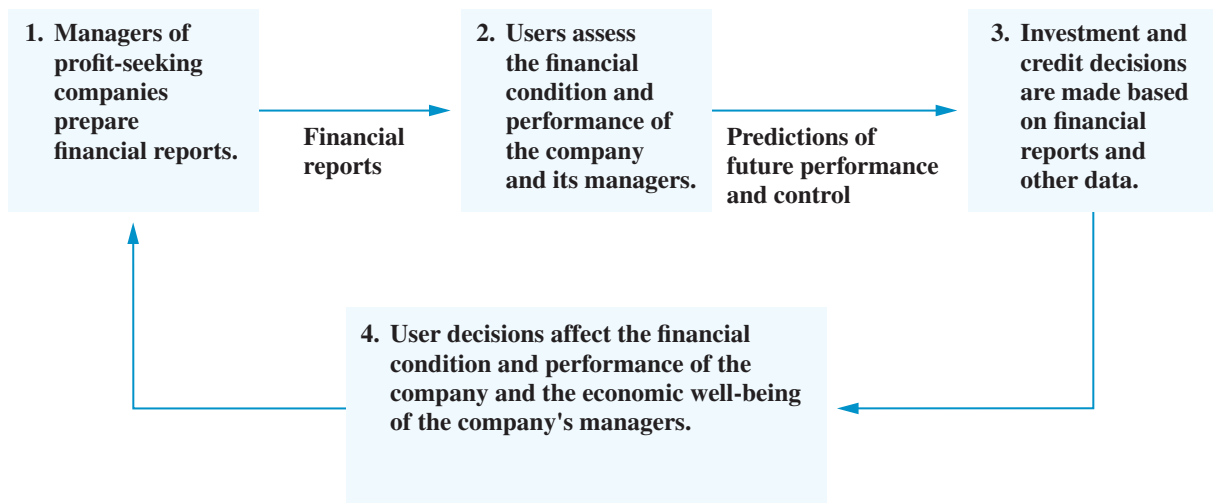 1. Managers of
profit-seeking
companies
prepare
financial reports.
Financial
reports
2. Users assess
the financial
condition and
performance of
the company
and its managers.
Predictions of
future performance
and control
3. Investment and
credit decisions
are made based
on financial
reports and
other data.
4. User decisions affect the financial
condition and performance of the
company and the economic well-being
of the company's managers.